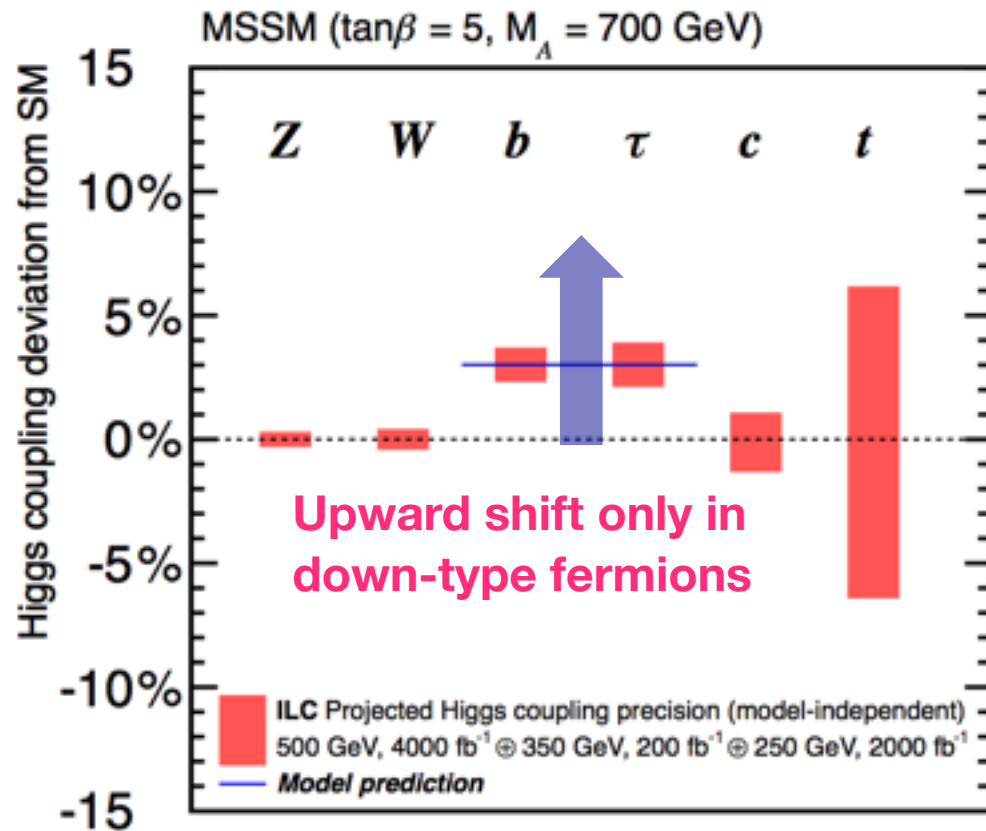 MSSM (tanβ = 5, M_A = 700 GeV)
Higgs coupling deviation from SM
15
10%
5%
0%
-5%
-10%
-15
Z W b τ c t
Upward shift only in
down-type fermions
ILC Projected Higgs coupling precision (model-independent)
500 GeV, 4000 fb⁻¹ ⊕ 350 GeV, 200 fb⁻¹ ⊕ 250 GeV, 2000 fb⁻¹
Model prediction